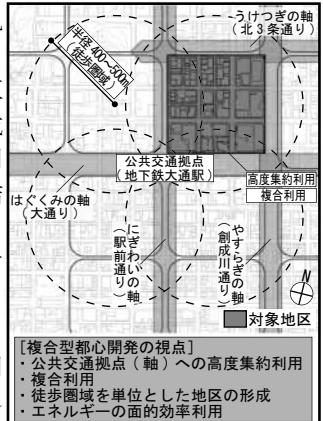 うけつぎの軸
(北3条通り)
半径400〜500m
(徒歩圏域)
公共交通拠点
(地下鉄大通駅)
高度集約利用
複合利用
はぐくみの軸
(大通り)
にぎわいの軸
(駅前通り)
やすらぎの軸
(創成川通り)
N
対象地区
[複合型都心開発の視点]
・公共交通拠点(軸)への高度集約利用
・複合利用
・徒歩圏域を単位とした地区の形成
・エネルギーの面的効率利用